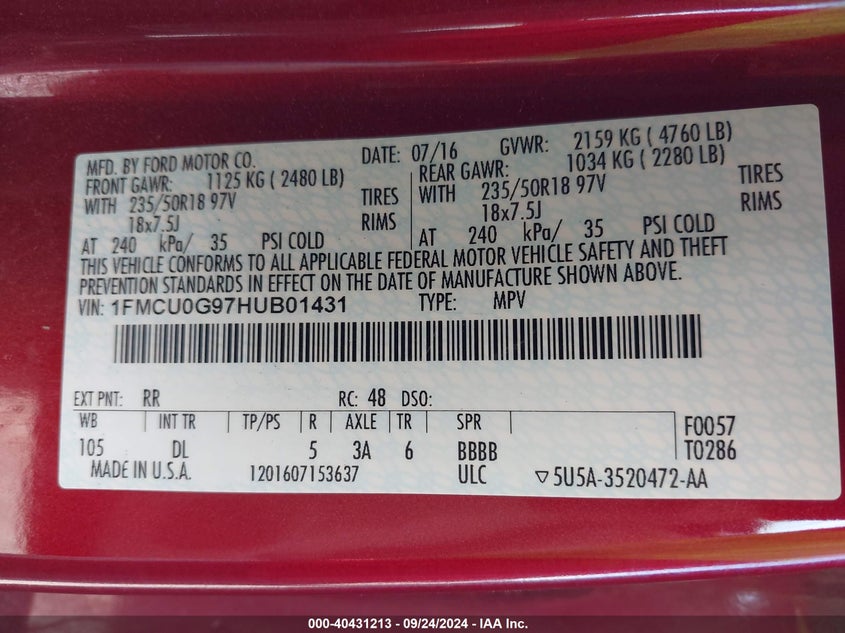 MFD. BY FORD MOTOR CO. DATE: 07/16 GVWR: 2159 KG ( 4760 LB)
FRONT GAWR: 1125 KG ( 2480 LB) REAR GAWR: 1034 KG ( 2280 LB)
WITH 235/50R18 97V TIRES WITH 235/50R18 97V TIRES
18x7.5J RIMS 18x7.5J RIMS
AT 240 kPa/ 35 PSI COLD AT 240 kPa/ 35 PSI COLD
THIS VEHICLE CONFORMS TO ALL APPLICABLE FEDERAL MOTOR VEHICLE SAFETY AND THEFT
PREVENTION STANDARDS IN EFFECT ON THE DATE OF MANUFACTURE SHOWN ABOVE.
VIN: 1FMCU0G97HUB01431 TYPE: MPV
EXT PNT: RR RC: 48 DSO:
WB INT TR TP/PS R AXLE TR SPR F0057
105 DL 5 3A 6 BBBB T0286
MADE IN U.S.A. 1201607153637 ULC ▽5U5A-3520472-AA
000-40431213 - 09/24/2024 - IAA Inc.